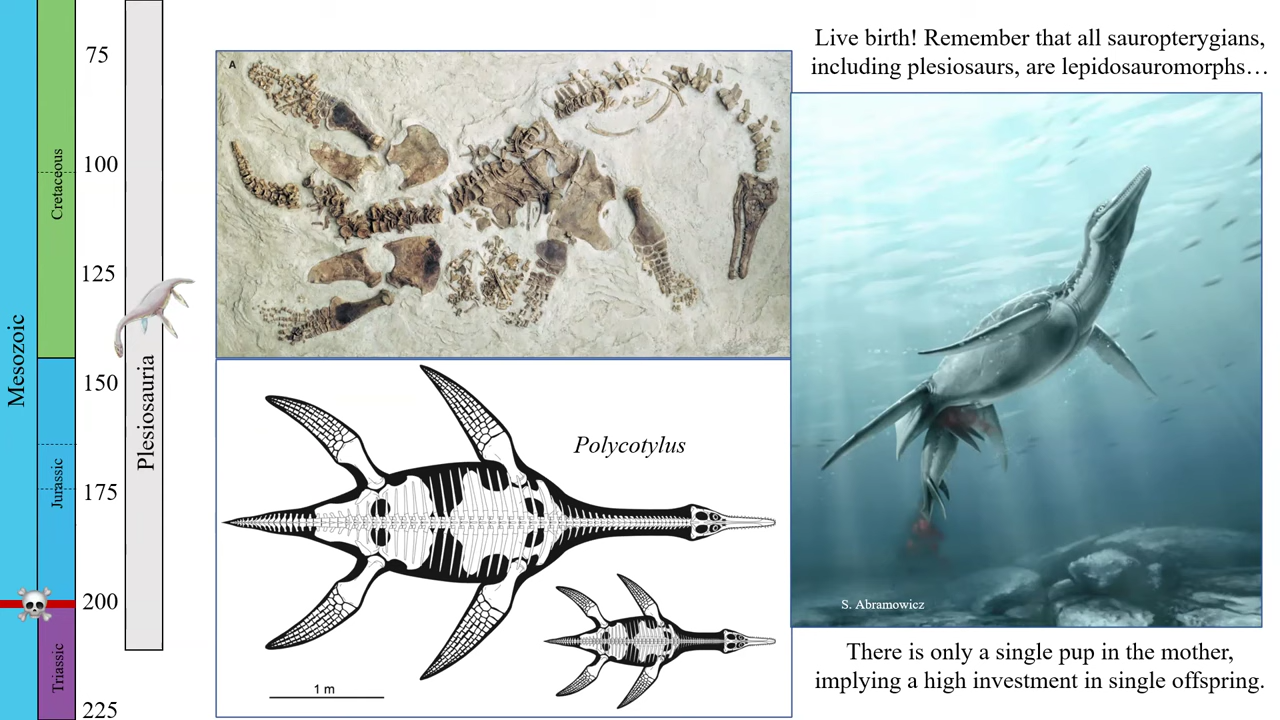 Live birth! Remember that all sauropterygians,
including plesiosaurs, are lepidosauromorphs…
75
100
125
150
175
200
225
Mesozoic
Cretaceous
Jurassic
Triassic
Plesiosauria
A
Polycotylus
1 m
S. Abramowicz
There is only a single pup in the mother,
implying a high investment in single offspring.